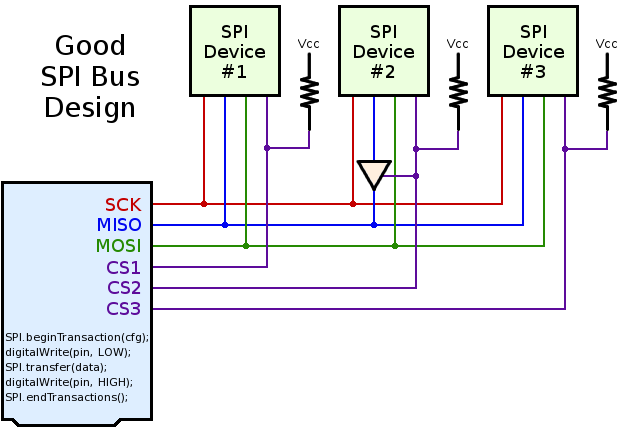 Good
SPI Bus
Design
SPI
Device
#1
Vcc
SPI
Device
#2
Vcc
SPI
Device
#3
Vcc
SCK
MISO
MOSI
CS1
CS2
CS3
SPI.beginTransaction(cfg);
digitalWrite(pin, LOW);
SPI.transfer(data);
digitalWrite(pin, HIGH);
SPI.endTransactions();